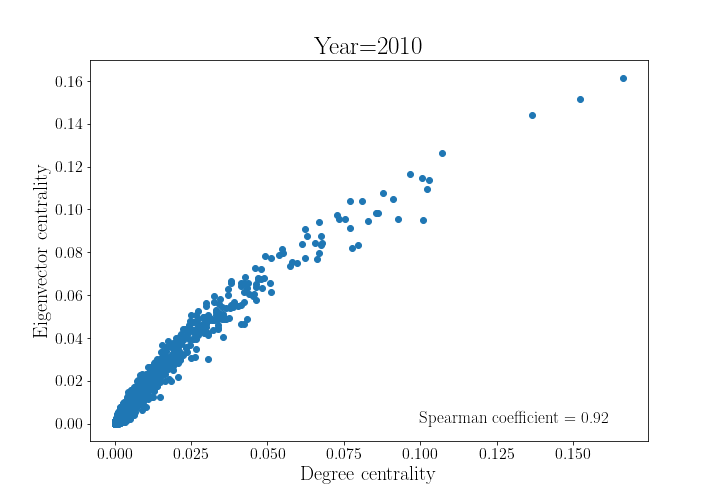 Year=2010
Eigenvector centrality
0.16
0.14
0.12
0.10
0.08
0.06
0.04
0.02
0.00
Spearman coefficient = 0.92
0.000 0.025 0.050 0.075 0.100 0.125 0.150
Degree centrality